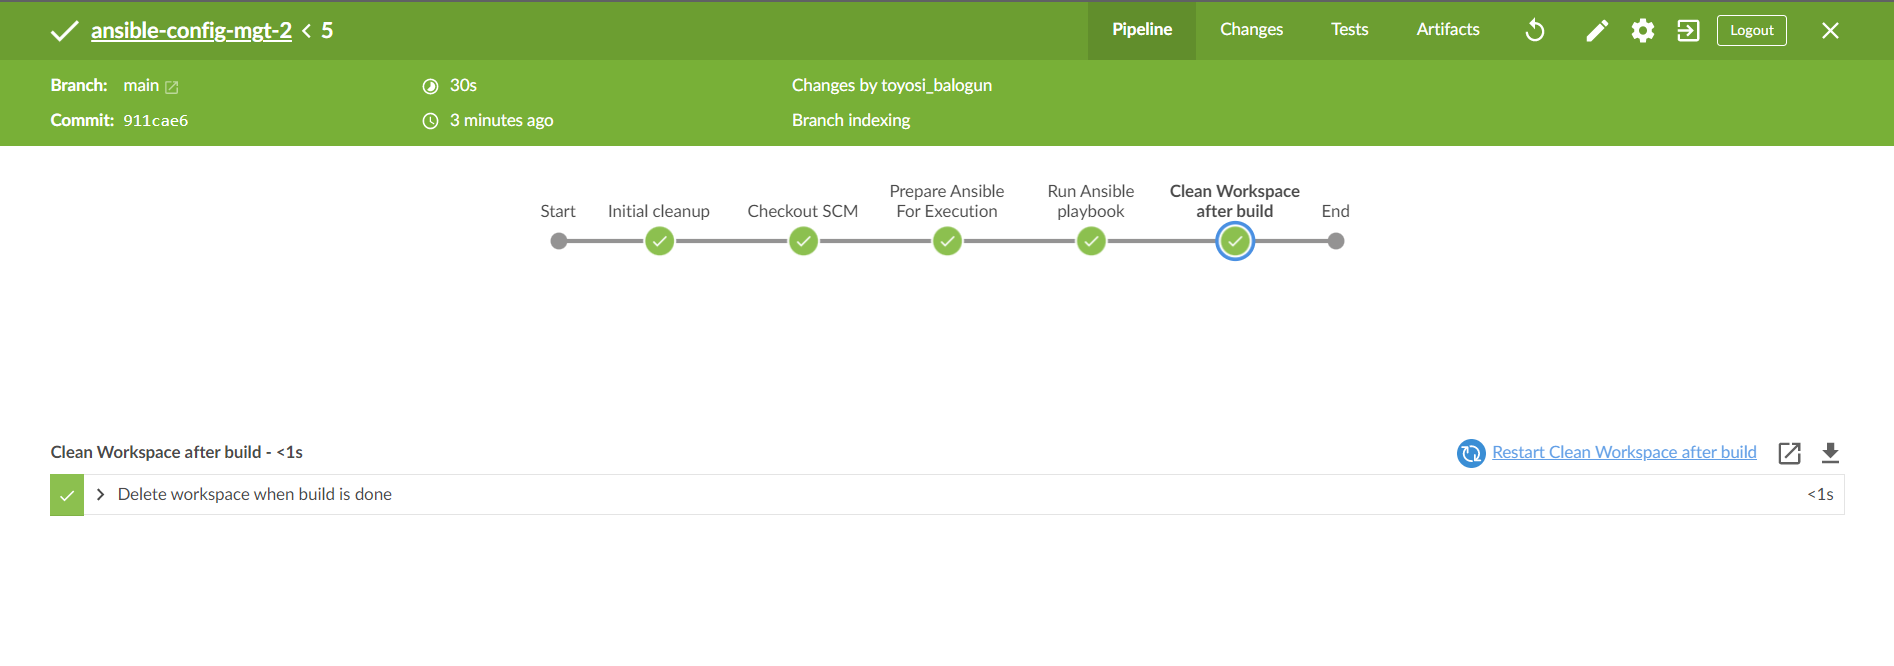 ansible-config-mgt-2 < 5
Pipeline
Changes
Tests
Artifacts
Logout
Branch: main
30s
Changes by toyosi_balogun
Commit: 911cae6
3 minutes ago
Branch indexing
Start
Initial cleanup
Checkout SCM
Prepare Ansible
For Execution
Run Ansible
playbook
Clean Workspace
after build
End
Clean Workspace after build - <1s
Restart Clean Workspace after build
Delete workspace when build is done
<1s